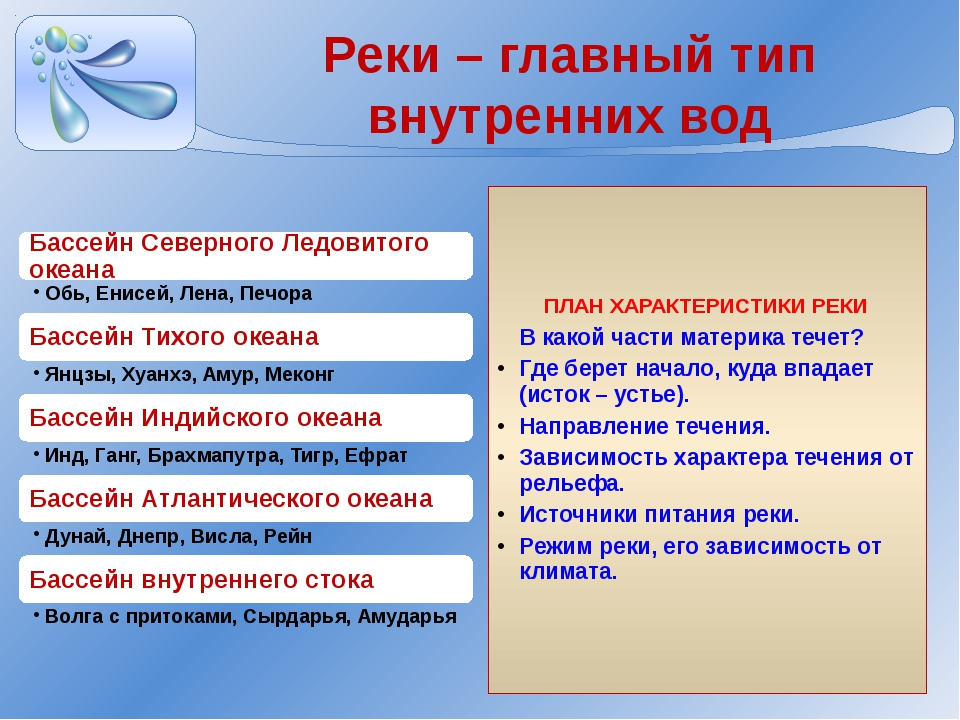 Реки – главный тип
внутренних вод
Бассейн Северного Ледовитого
океана
• Обь, Енисей, Лена, Печора
Бассейн Тихого океана
• Янцзы, Хуанхэ, Амур, Меконг
Бассейн Индийского океана
• Инд, Ганг, Брахмапутра, Тигр, Ефрат
Бассейн Атлантического океана
• Дунай, Днепр, Висла, Рейн
Бассейн внутреннего стока
• Волга с притоками, Сырдарья, Амударья
ПЛАН ХАРАКТЕРИСТИКИ РЕКИ
В какой части материка течет?
• Где берет начало, куда впадает
(исток – устье).
• Направление течения.
• Зависимость характера течения от
рельефа.
• Источники питания реки.
• Режим реки, его зависимость от
климата.